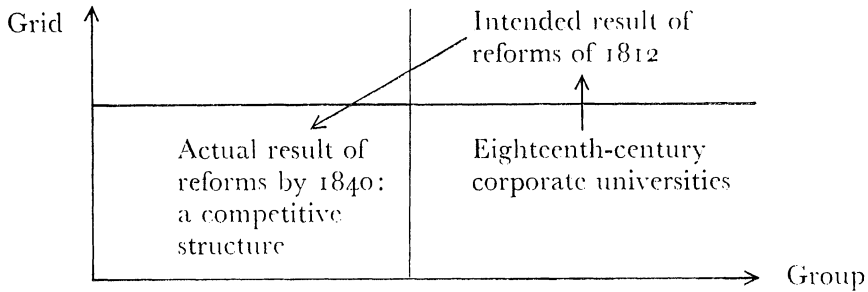 Grid
Intended result of
reforms of 1812
Actual result of
reforms by 1840:
a competitive
structure
Eighteenth-century
corporate universities
Group